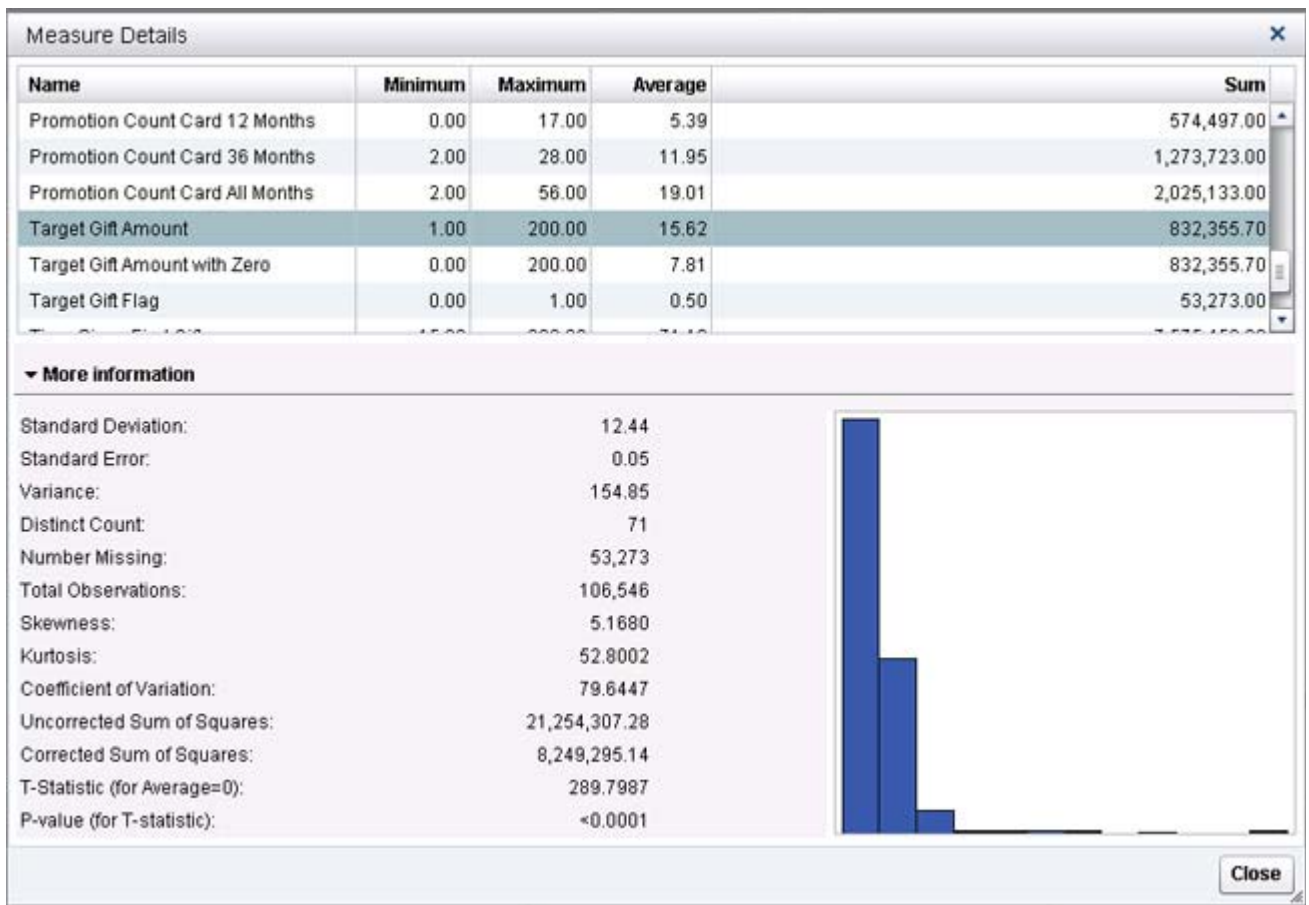 Measure Details
Name Minimum Maximum Average Sum
Promotion Count Card 12 Months 0.00 17.00 5.39 574,497.00
Promotion Count Card 36 Months 2.00 28.00 11.95 1,273,723.00
Promotion Count Card All Months 2.00 56.00 19.01 2,025,133.00
Target Gift Amount 1.00 200.00 15.62 832,355.70
Target Gift Amount with Zero 0.00 200.00 7.81 832,355.70
Target Gift Flag 0.00 1.00 0.50 53,273.00
More information
Standard Deviation: 12.44
Standard Error: 0.05
Variance: 154.85
Distinct Count: 71
Number Missing: 53,273
Total Observations: 106,546
Skewness: 5.1680
Kurtosis: 52.8002
Coefficient of Variation: 79.6447
Uncorrected Sum of Squares: 21,254,307.28
Corrected Sum of Squares: 8,249,295.14
T-Statistic (for Average=0): 289.7987
P-value (for T-statistic): <0.0001
Close